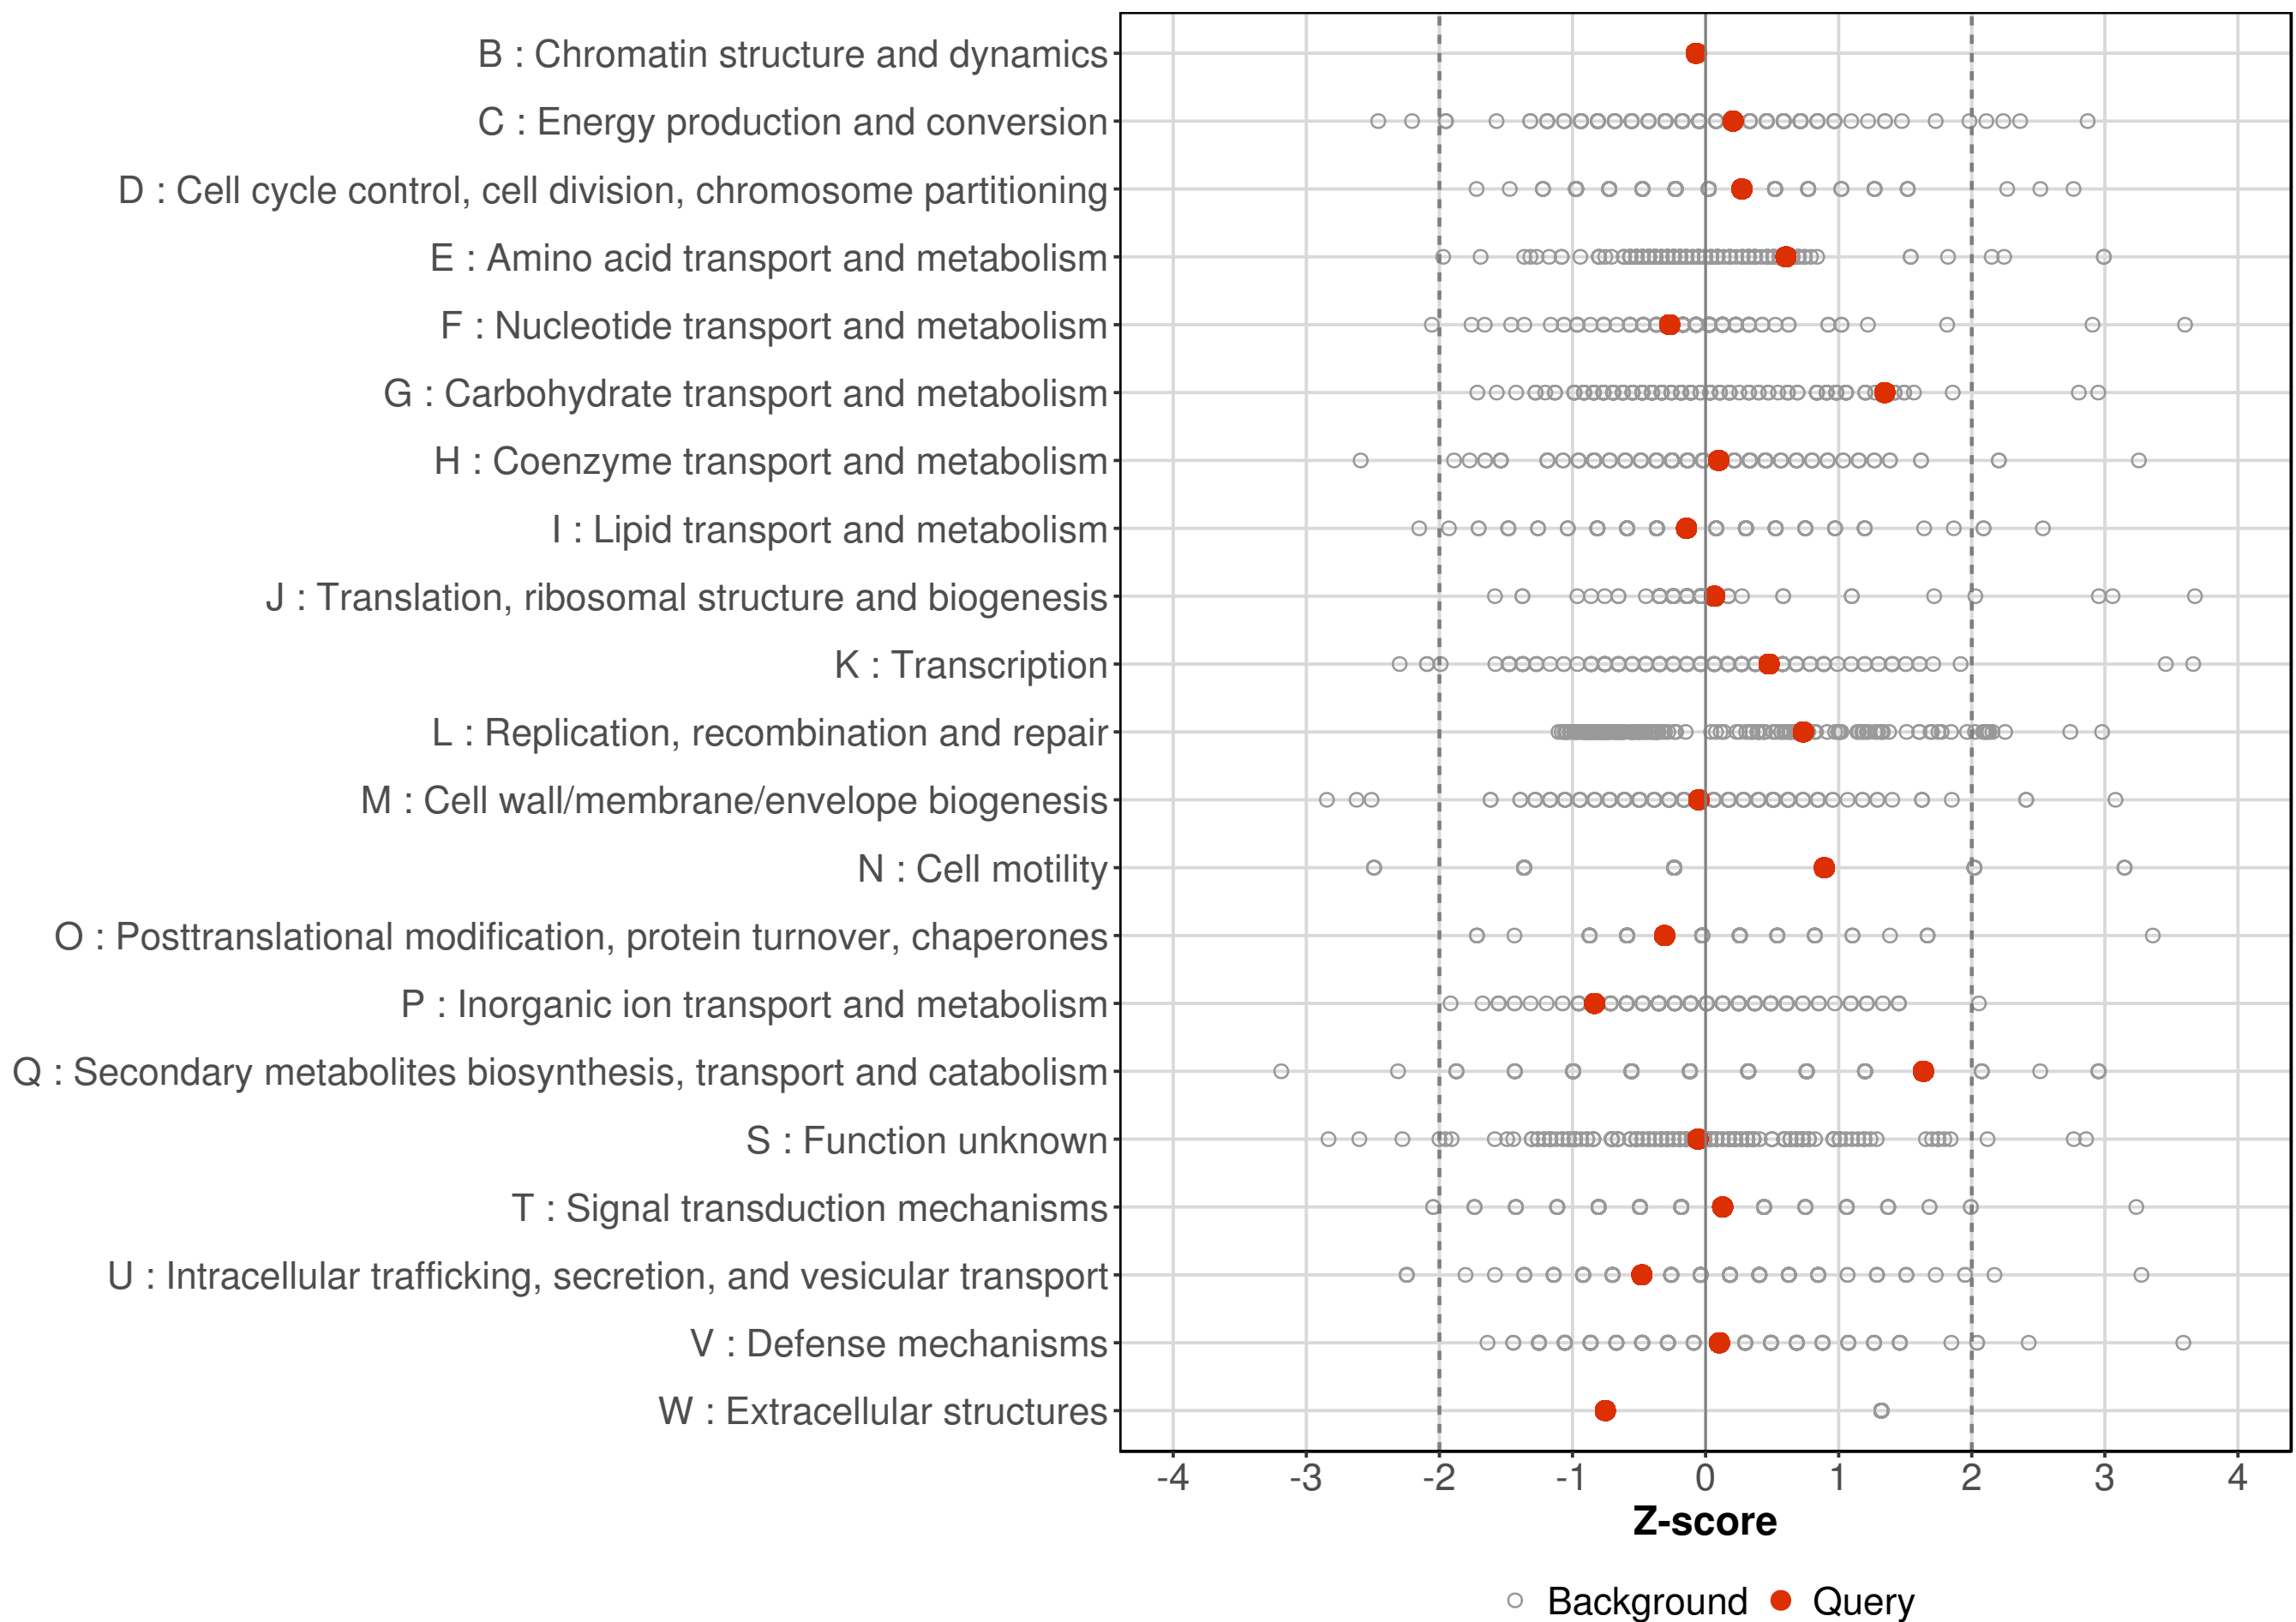 B : Chromatin structure and dynamics
C : Energy production and conversion
D : Cell cycle control, cell division, chromosome partitioning
E : Amino acid transport and metabolism
F : Nucleotide transport and metabolism
G : Carbohydrate transport and metabolism
H : Coenzyme transport and metabolism
I : Lipid transport and metabolism
J : Translation, ribosomal structure and biogenesis
K : Transcription
L : Replication, recombination and repair
M : Cell wall/membrane/envelope biogenesis
N : Cell motility
O : Posttranslational modification, protein turnover, chaperones
P : Inorganic ion transport and metabolism
Q : Secondary metabolites biosynthesis, transport and catabolism
S : Function unknown
T : Signal transduction mechanisms
U : Intracellular trafficking, secretion, and vesicular transport
V : Defense mechanisms
W : Extracellular structures
-4 -3 -2 -1 0 1 2 3 4
Z-score
Background Query